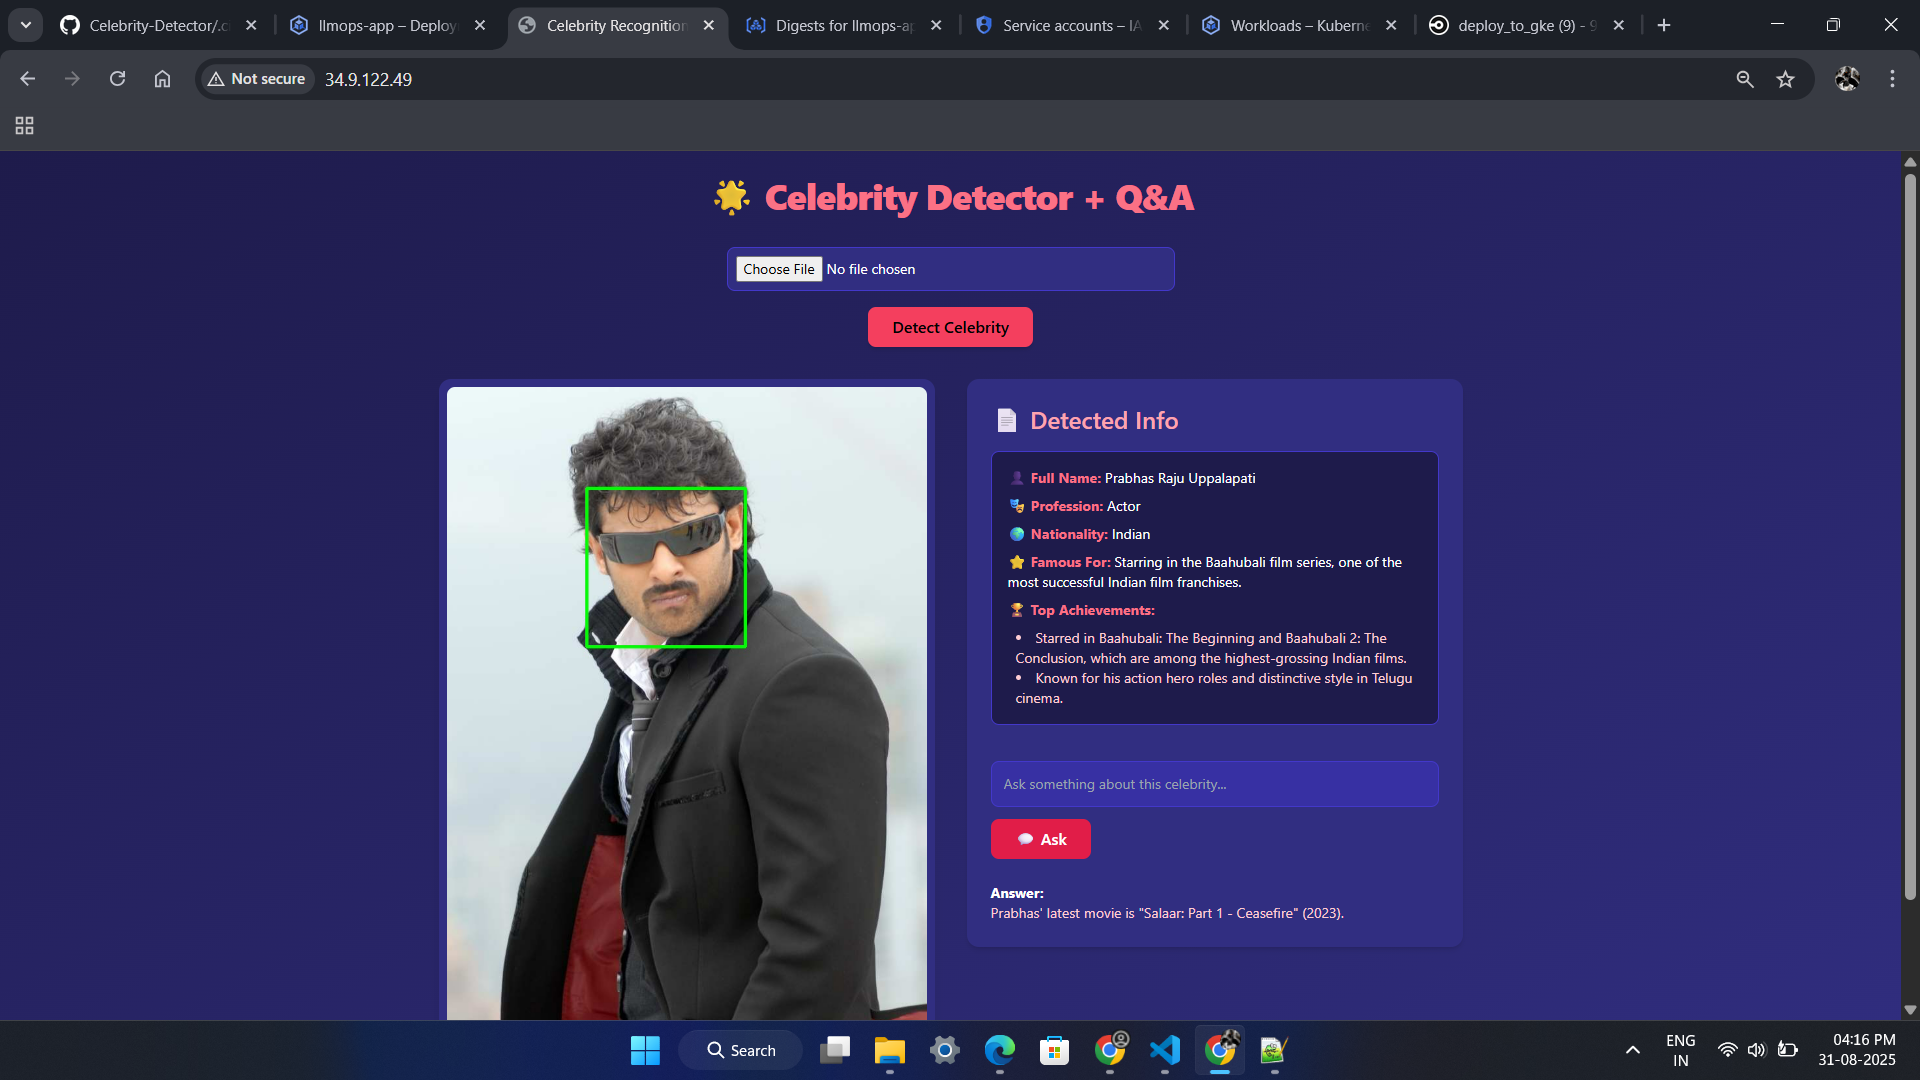 Celebrity-Detector/.c
llmops-app – Deploy
Celebrity Recognition
Digests for llmops-ap
Service accounts – IA
Workloads – Kuberne
deploy_to_gke (9) - 9
Not secure
34.9.122.49
🌟 Celebrity Detector + Q&A
Choose File No file chosen
Detect Celebrity
📄 Detected Info
👤 Full Name: Prabhas Raju Uppalapati
🎭 Profession: Actor
🌍 Nationality: Indian
⭐ Famous For: Starring in the Baahubali film series, one of the
most successful Indian film franchises.
🏆 Top Achievements:
• Starred in Baahubali: The Beginning and Baahubali 2: The
Conclusion, which are among the highest-grossing Indian films.
• Known for his action hero roles and distinctive style in Telugu
cinema.
Ask something about this celebrity...
💬 Ask
Answer:
Prabhas' latest movie is "Salaar: Part 1 - Ceasefire" (2023).
Search
ENG
IN
04:16 PM
31-08-2025